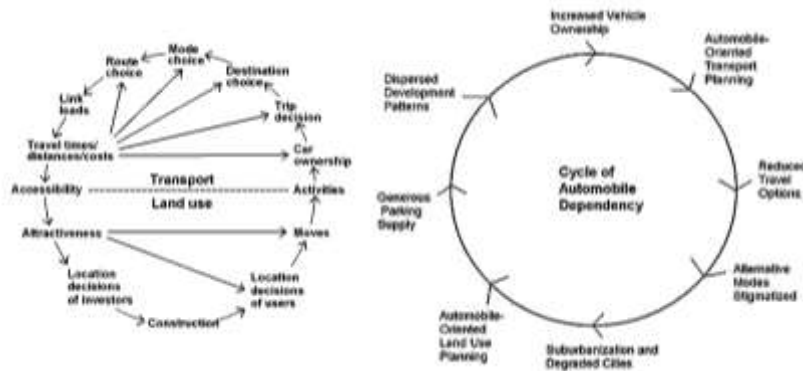 Mode
choice
Route
choice
Destination
choice
Link
loads
Trip
decision
Travel times/
distances/costs
Car
ownership
Transport
Accessibility
Activities
Land use
Attractiveness
Moves
Location
decisions
of investors
Location
decisions
of users
Construction
Increased Vehicle
Ownership
Automobile-
Oriented
Transport
Planning
Dispersed
Development
Patterns
Cycle of
Automobile
Dependency
Reduced
Travel
Options
Generous
Parking
Supply
Alternative
Modes
Stigmatized
Automobile-
Oriented
Land Use
Planning
Suburbanization and
Degraded Cities